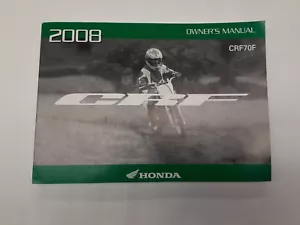 2008
OWNER'S MANUAL
CRF70F
CRF
HONDA